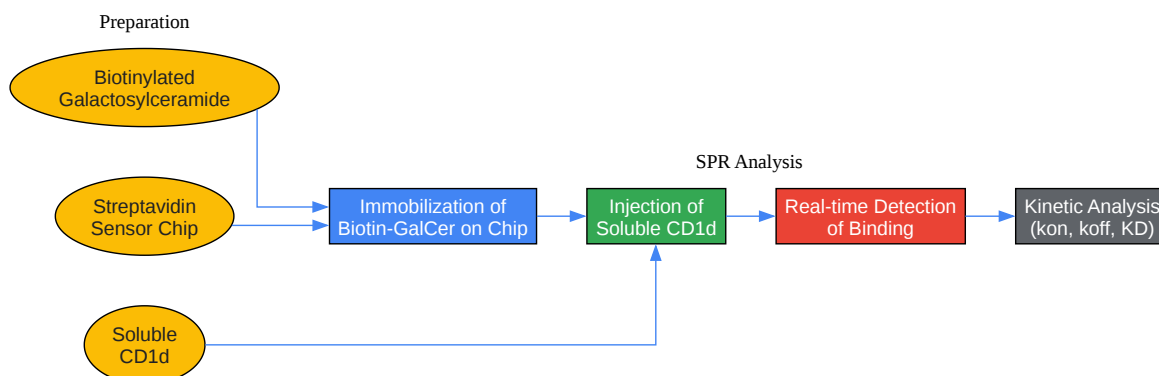 Preparation
Biotinylated
Galactosylceramide
SPR Analysis
Streptavidin
Sensor Chip
Immobilization of
Biotin-GalCer on Chip
Injection of
Soluble CD1d
Real-time Detection
of Binding
Kinetic Analysis
(kon, koff, KD)
Soluble
CD1d